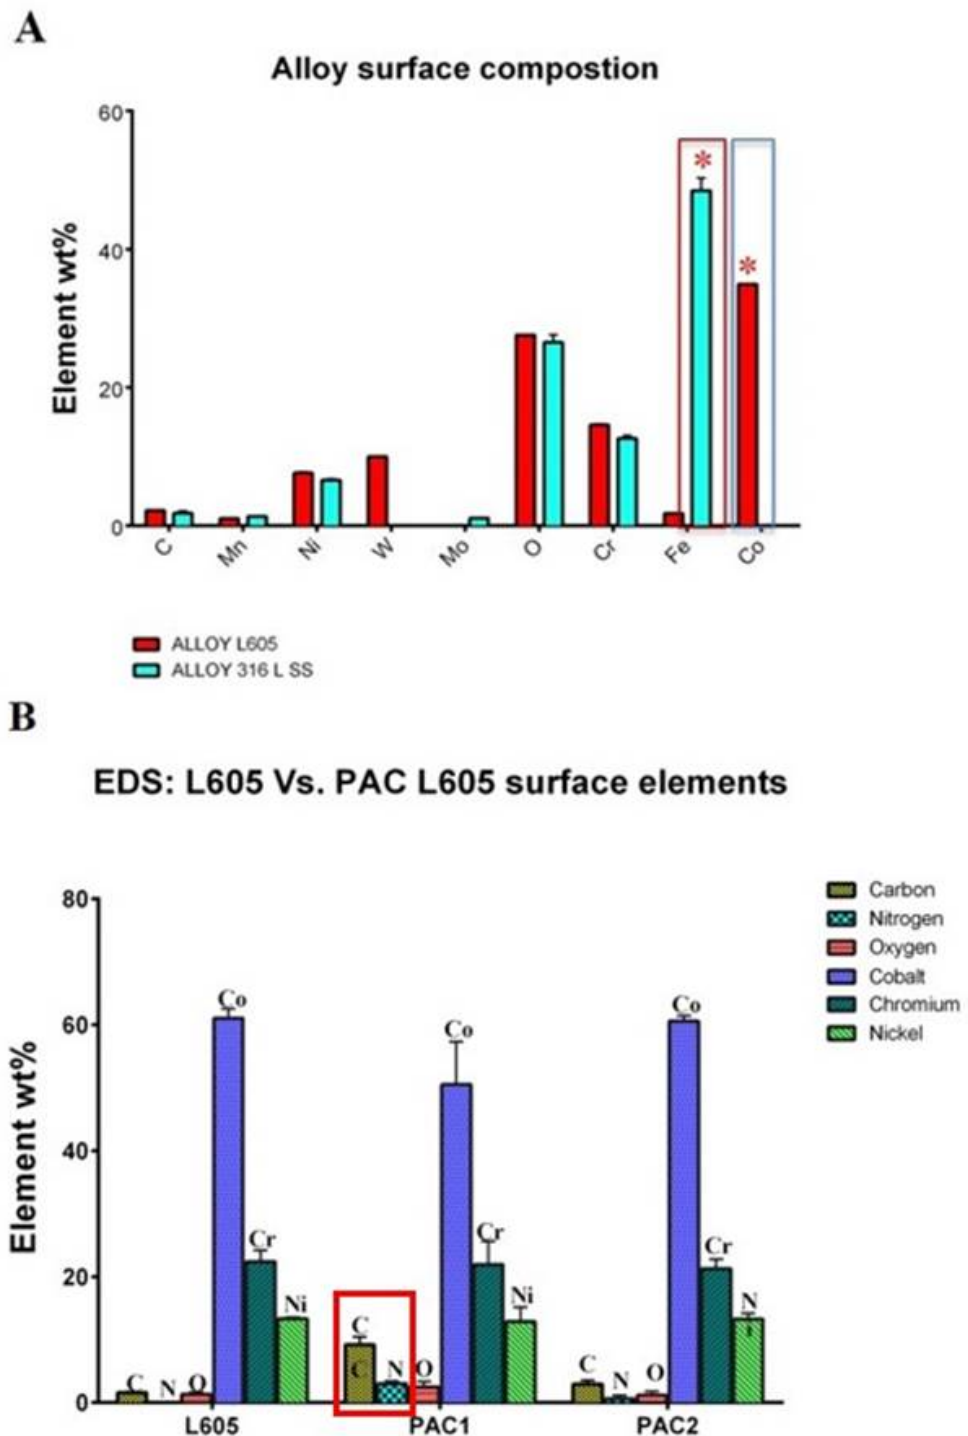 A
Alloy surface compostion
Element wt%
60
40
20
0
C Mn Ni W Mo O Cr Fe Co
*
*
ALLOY L605
ALLOY 316 L SS
B
EDS: L605 Vs. PAC L605 surface elements
Element wt%
80
60
40
20
0
Carbon
Nitrogen
Oxygen
Cobalt
Chromium
Nickel
C N O Co Cr Ni
C C N O Co Cr Ni
C N O Co Cr Ni
L605 PAC1 PAC2